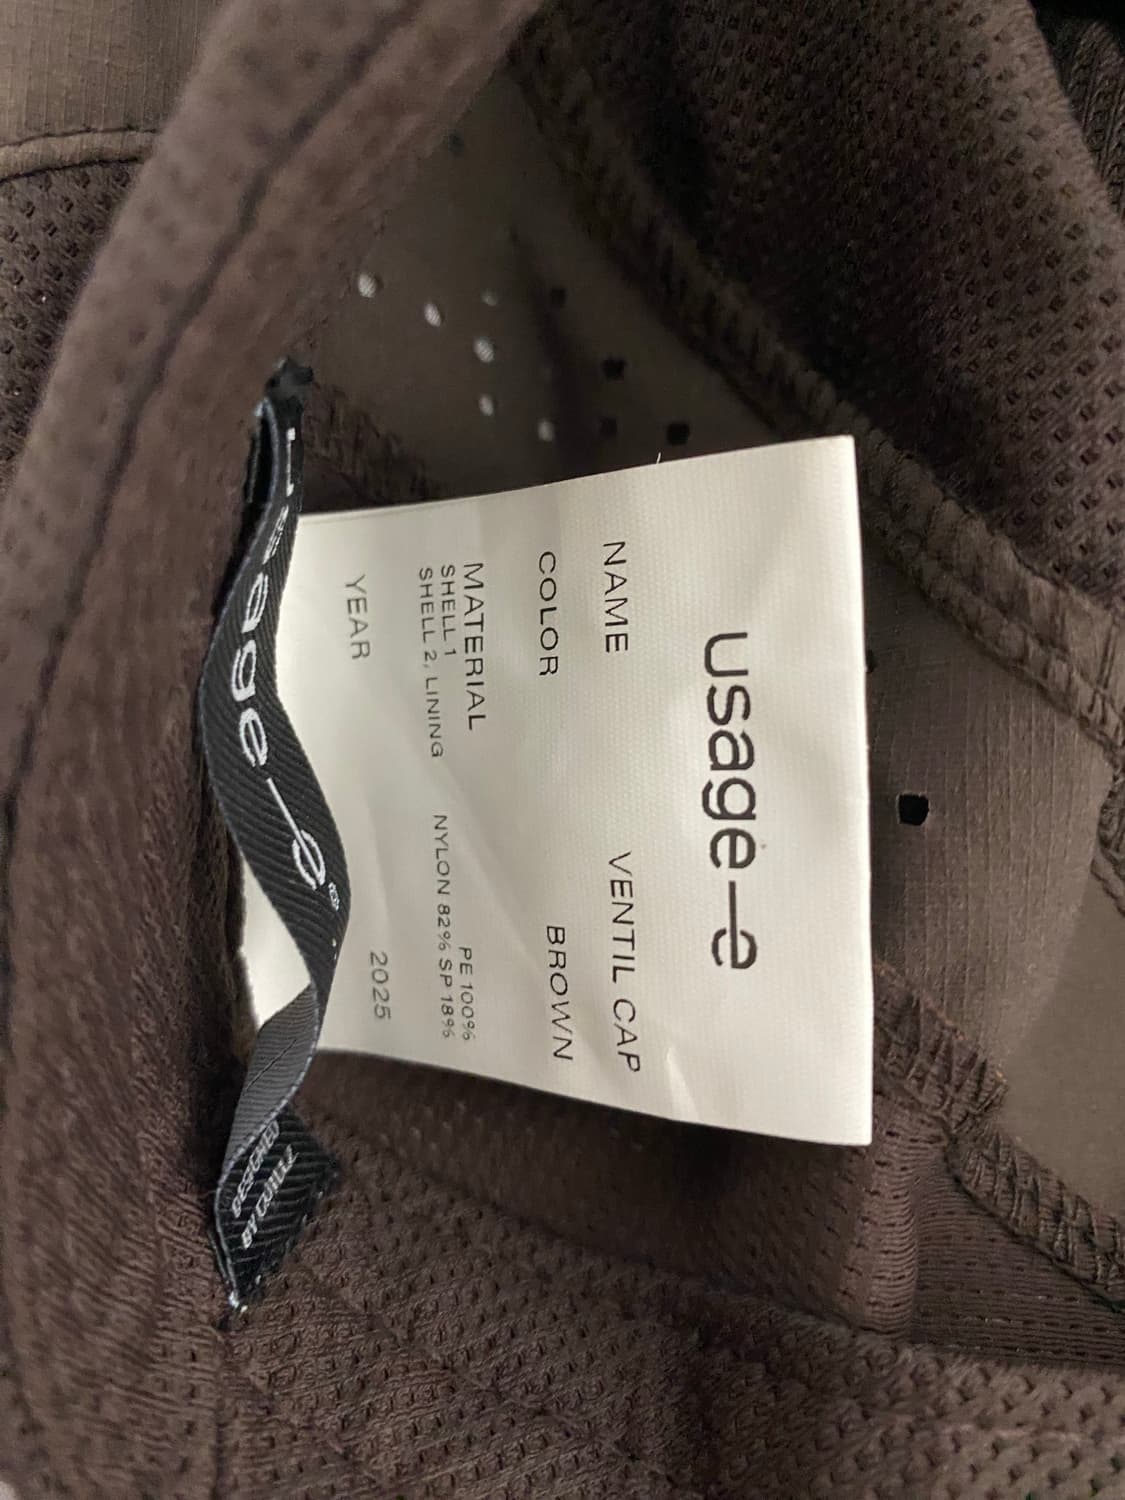 usage—e
NAME VENTIL CAP
COLOR BROWN
MATERIAL
SHELL 1 PE 100%
SHELL 2, LINING NYLON 82% SP 18%
YEAR 2025
usage—e®